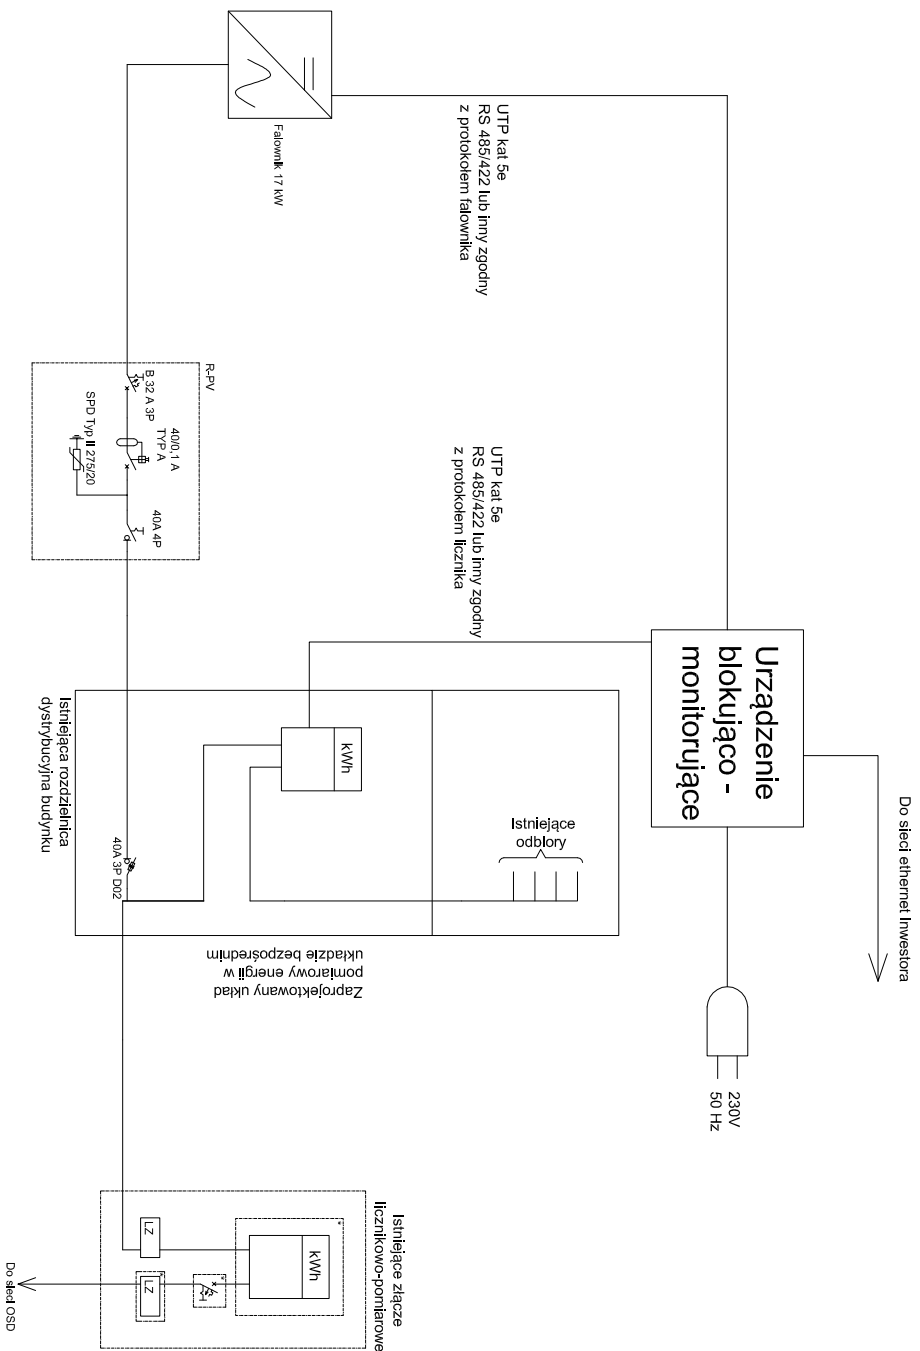 UTP kat 5e
RS 485/422 lub inny zgodny
z protokołem falownika
Falownik 17 kW
R-PV
B 32 A 3P
40/0,1 A
TYP A
SPD Typ II 275/20
40A 4P
UTP kat 5e
RS 485/422 lub inny zgodny
z protokołem licznika
Urządzenie
blokująco -
monitorujące
Do sieci ethernet Inwestora
230V
50 Hz
Istniejąca rozdzielnica
dystrybucyjna budynku
kWh
Istniejące
odbiory
40A 3P D02
Zaprojektowany układ
pomiarowy energii w
układzie bezpośrednim
Istniejące złącze
licznikowo-pomiarowe
*
kWh
LZ
*
*
LZ
Do sieci OSD